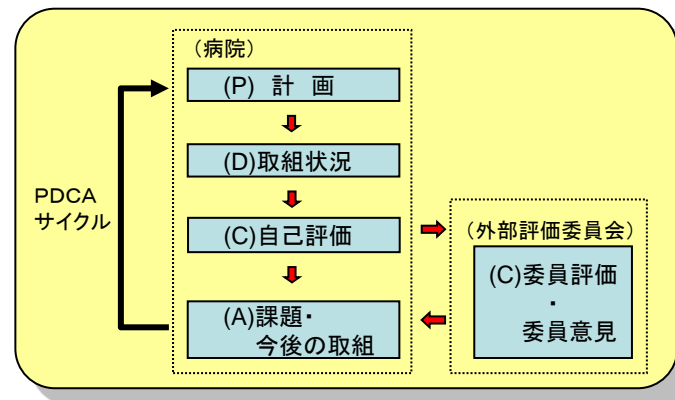 （病院）
(P) 計 画
(D)取組状況
PDCA
サイクル
(C)自己評価
(A)課題・
今後の取組
（外部評価委員会）
(C)委員評価
・
委員意見